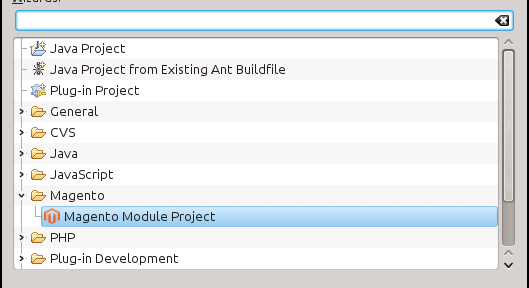 Wizards:
Java Project
Java Project from Existing Ant Buildfile
Plug-in Project
General
CVS
Java
JavaScript
Magento
Magento Module Project
PHP
Plug-in Development